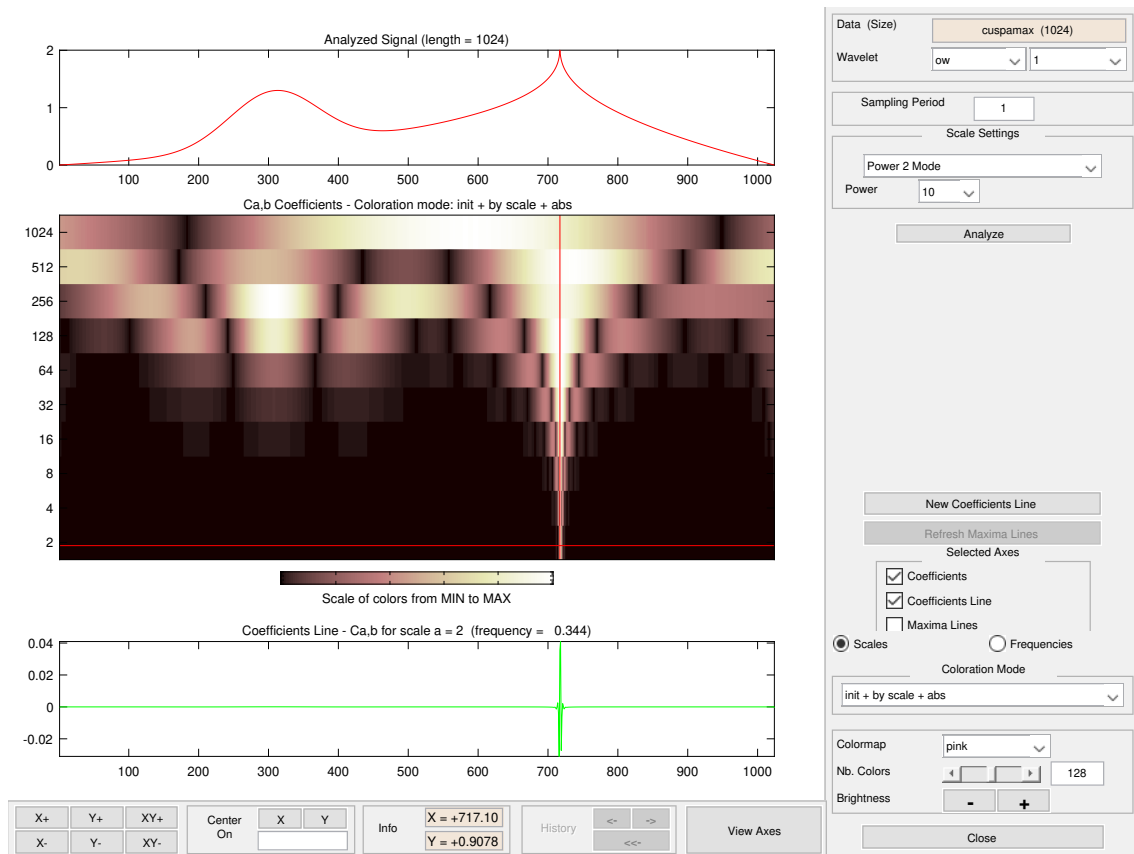 Analyzed Signal (length = 1024)
2
1
0
100 200 300 400 500 600 700 800 900 1000
Ca,b Coefficients - Coloration mode: init + by scale + abs
1024
512
256
128
64
32
16
8
4
2
Scale of colors from MIN to MAX
Coefficients Line - Ca,b for scale a = 2 (frequency = 0.344)
0.04
0.02
0
-0.02
100 200 300 400 500 600 700 800 900 1000
X+ Y+ XY+
X- Y- XY-
Center
On
X Y
Info
X = +717.10
Y = +0.9078
History
<- ->
<<-
View Axes
Data (Size)
cuspamax (1024)
Wavelet
ow
1
Sampling Period
1
Scale Settings
Power 2 Mode
Power
10
Analyze
New Coefficients Line
Refresh Maxima Lines
Selected Axes
Coefficients
Coefficients Line
Maxima Lines
Scales
Frequencies
Coloration Mode
init + by scale + abs
Colormap
pink
Nb. Colors
128
Brightness
- +
Close